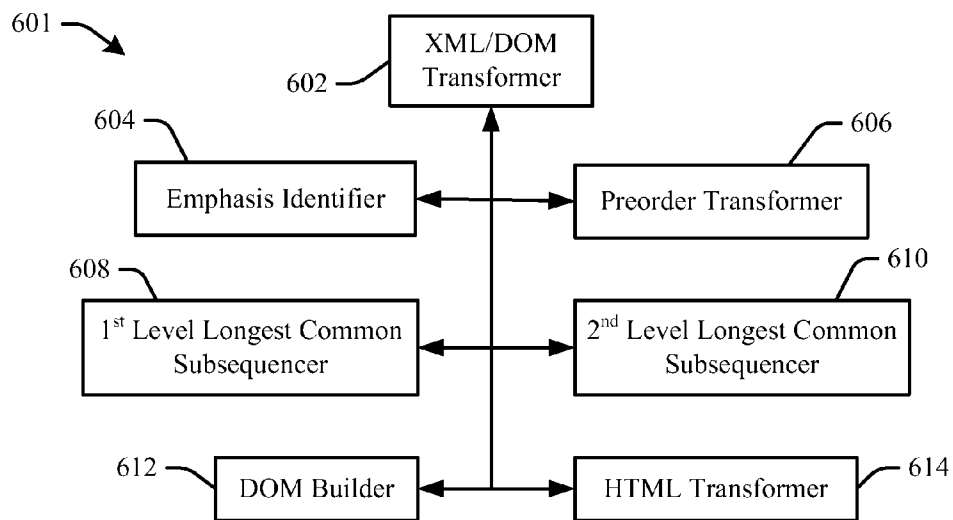 601
XML/DOM
Transformer
602
604
606
Emphasis Identifier
Preorder Transformer
608
610
1st Level Longest Common
Subsequencer
2nd Level Longest Common
Subsequencer
612
DOM Builder
HTML Transformer
614